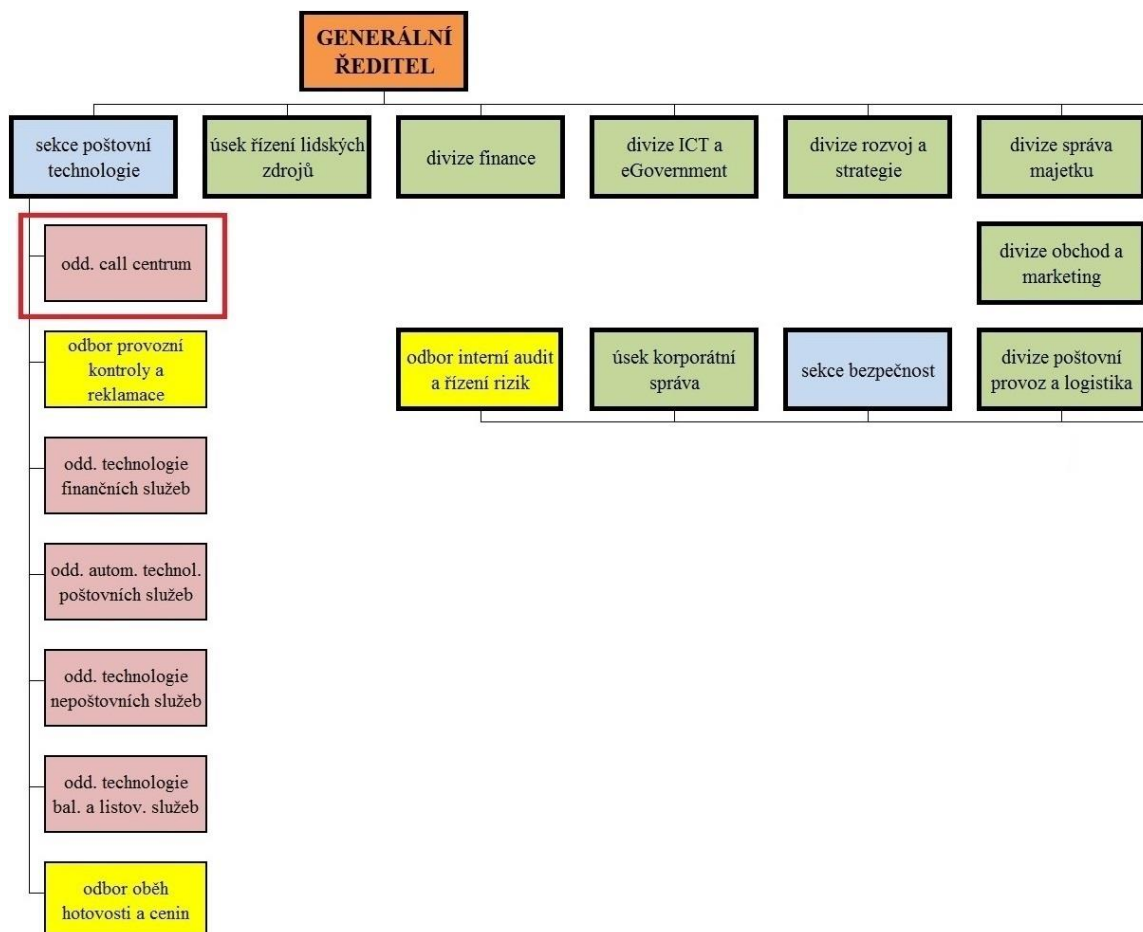 GENERÁLNÍ
ŘEDITEL
sekce poštovní
technologie
úsek řízení lidských
zdrojů
divize finance
divize ICT a
eGovernment
divize rozvoj a
strategie
divize správa
majetku
odd. call centrum
divize obchod a
marketing
odbor provozní
kontroly a
reklamace
odbor interní audit
a řízení rizik
úsek korporátní
správa
sekce bezpečnost
divize poštovní
provoz a logistika
odd. technologie
finančních služeb
odd. autom. technol.
poštovních služeb
odd. technologie
nepoštovních služeb
odd. technologie
bal. a listov. služeb
odbor oběh
hotovosti a cenin